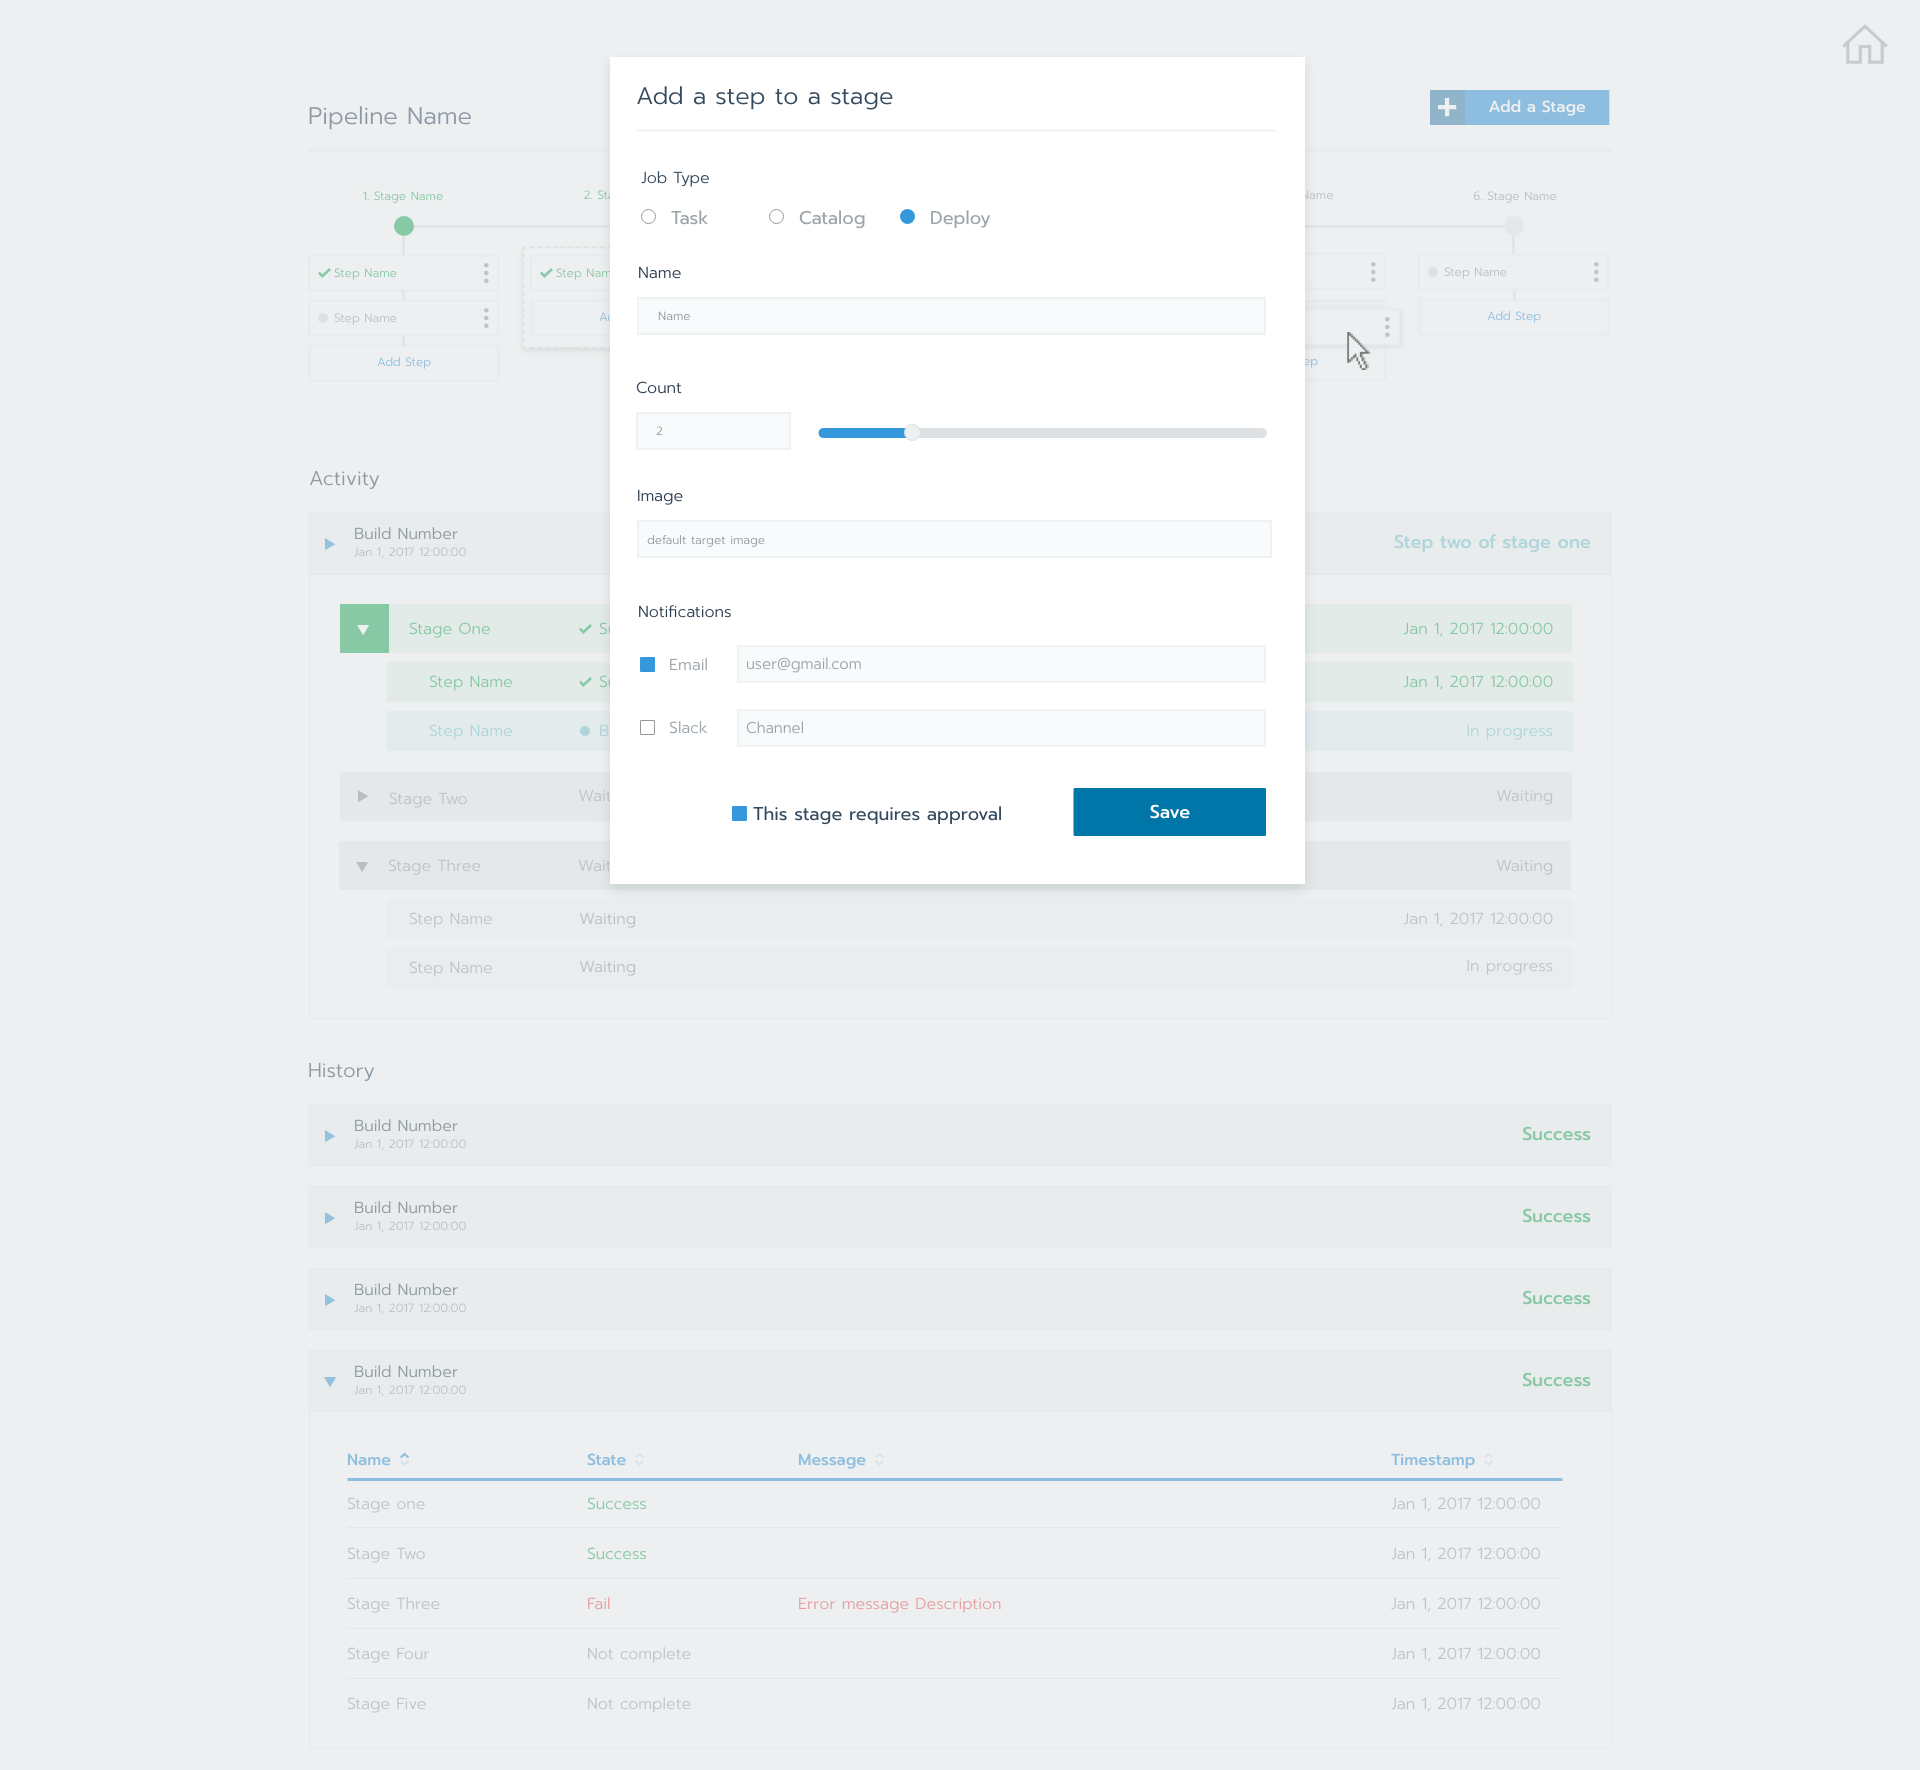 Add a step to a stage
Pipeline Name
Add a Stage
Job Type
Task Catalog Deploy
1. Stage Name
2.
Name
6. Stage Name
Step Name
Step Name
Step Name
Add Step
Step Name
Add Step
Name
Name
Count
2
Activity
Image
default target image
Build Number
Jan 1, 2017 12:00:00
Step two of stage one
Notifications
Email user@gmail.com
Slack Channel
Stage One
Jan 1, 2017 12:00:00
Step Name
Jan 1, 2017 12:00:00
Step Name
In progress
Stage Two
Waiting
This stage requires approval
Save
Stage Three
Waiting
Step Name Waiting Jan 1, 2017 12:00:00
Step Name Waiting In progress
History
Build Number
Jan 1, 2017 12:00:00
Success
Build Number
Jan 1, 2017 12:00:00
Success
Build Number
Jan 1, 2017 12:00:00
Success
Build Number
Jan 1, 2017 12:00:00
Success
Name State Message Timestamp
Stage one Success Jan 1, 2017 12:00:00
Stage Two Success Jan 1, 2017 12:00:00
Stage Three Fail Error message Description Jan 1, 2017 12:00:00
Stage Four Not complete Jan 1, 2017 12:00:00
Stage Five Not complete Jan 1, 2017 12:00:00